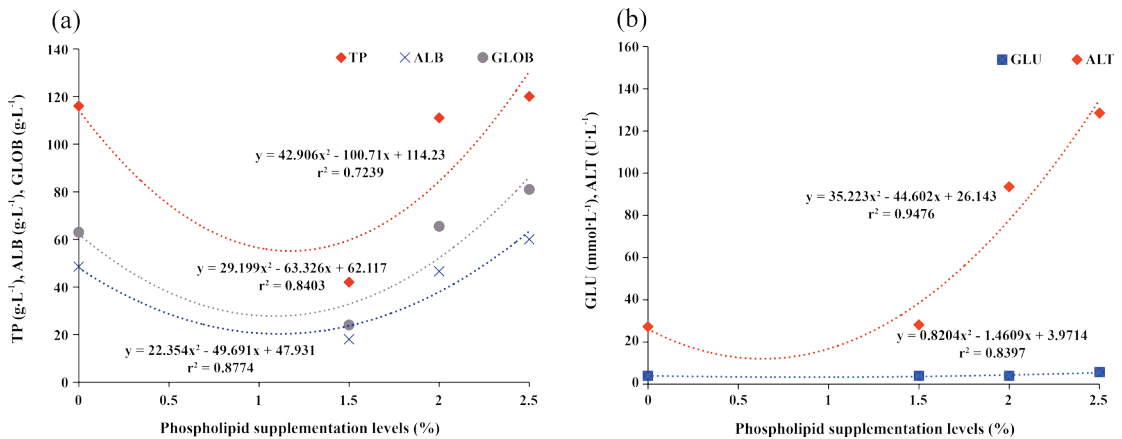 (a)
TP (g·L⁻¹), ALB (g·L⁻¹), GLOB (g·L⁻¹)
140
120
100
80
60
40
20
0
TP
ALB
GLOB
y = 42.906x² - 100.71x + 114.23
r² = 0.7239
y = 29.199x² - 63.326x + 62.117
r² = 0.8403
y = 22.354x² - 49.691x + 47.931
r² = 0.8774
0
0.5
1
1.5
2
2.5
Phospholipid supplementation levels (%)
(b)
GLU (mmol·L⁻¹), ALT (U·L⁻¹)
160
140
120
100
80
60
40
20
0
GLU
ALT
y = 35.223x² - 44.602x + 26.143
r² = 0.9476
y = 0.8204x² - 1.4609x + 3.9714
r² = 0.8397
0
0.5
1
1.5
2
2.5
Phospholipid supplementation levels (%)